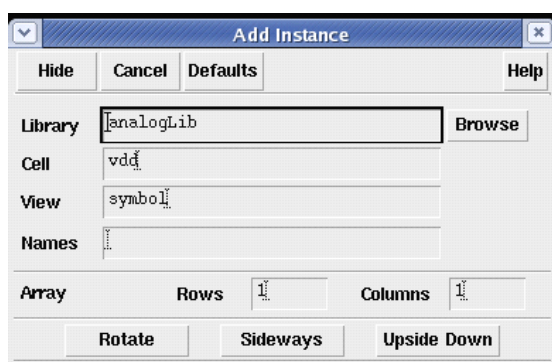 Add Instance
Hide Cancel Defaults Help
Library analogLib Browse
Cell vdd
View symbol
Names
Array Rows 1 Columns 1
Rotate Sideways Upside Down